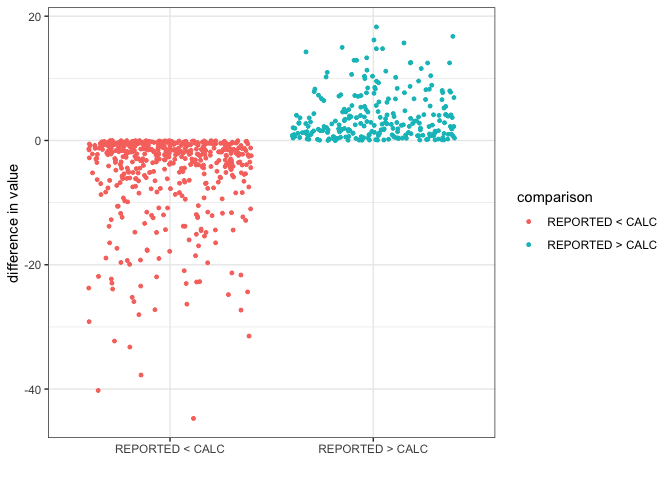 20
0
-20
-40
difference in value
REPORTED < CALC
REPORTED > CALC
comparison
REPORTED < CALC
REPORTED > CALC